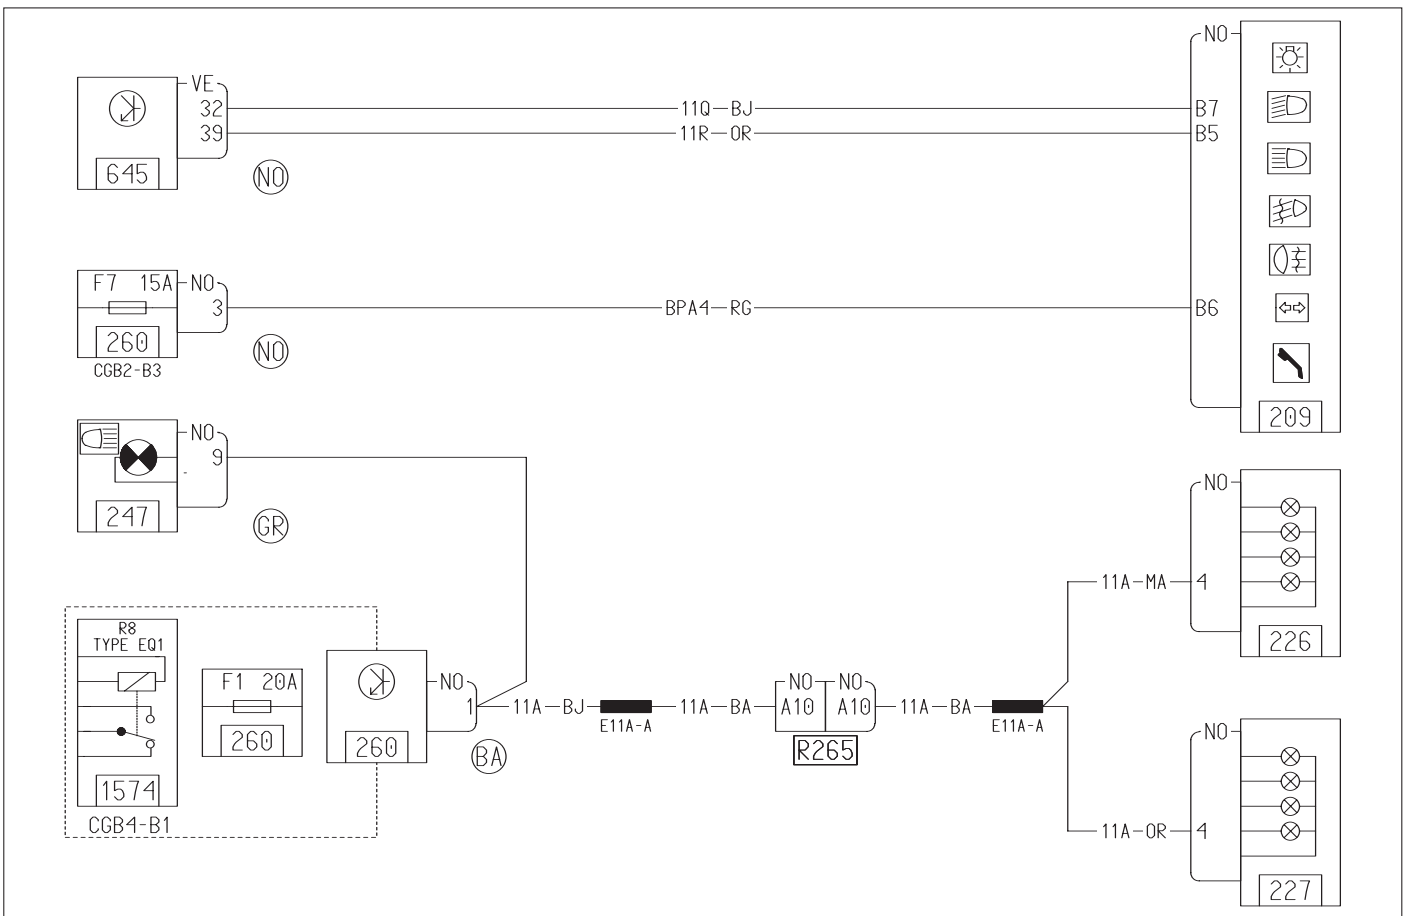 NO
VE
32 11Q BJ B7
39 11R OR B5
645
NO
F7 15A NO
3 BPA4 RG B6
260
NO
CGB2-B3
209
NO
9
247
GR
NO
11A-MA 4
226
R8
TYPE EQ1
F1 20A
NO
NO NO
1 11A BJ 11A BA A10 A10 11A BA
E11A-A E11A-A
NO
260 260 BA R265
1574
CGB4-B1
11A-OR 4
227